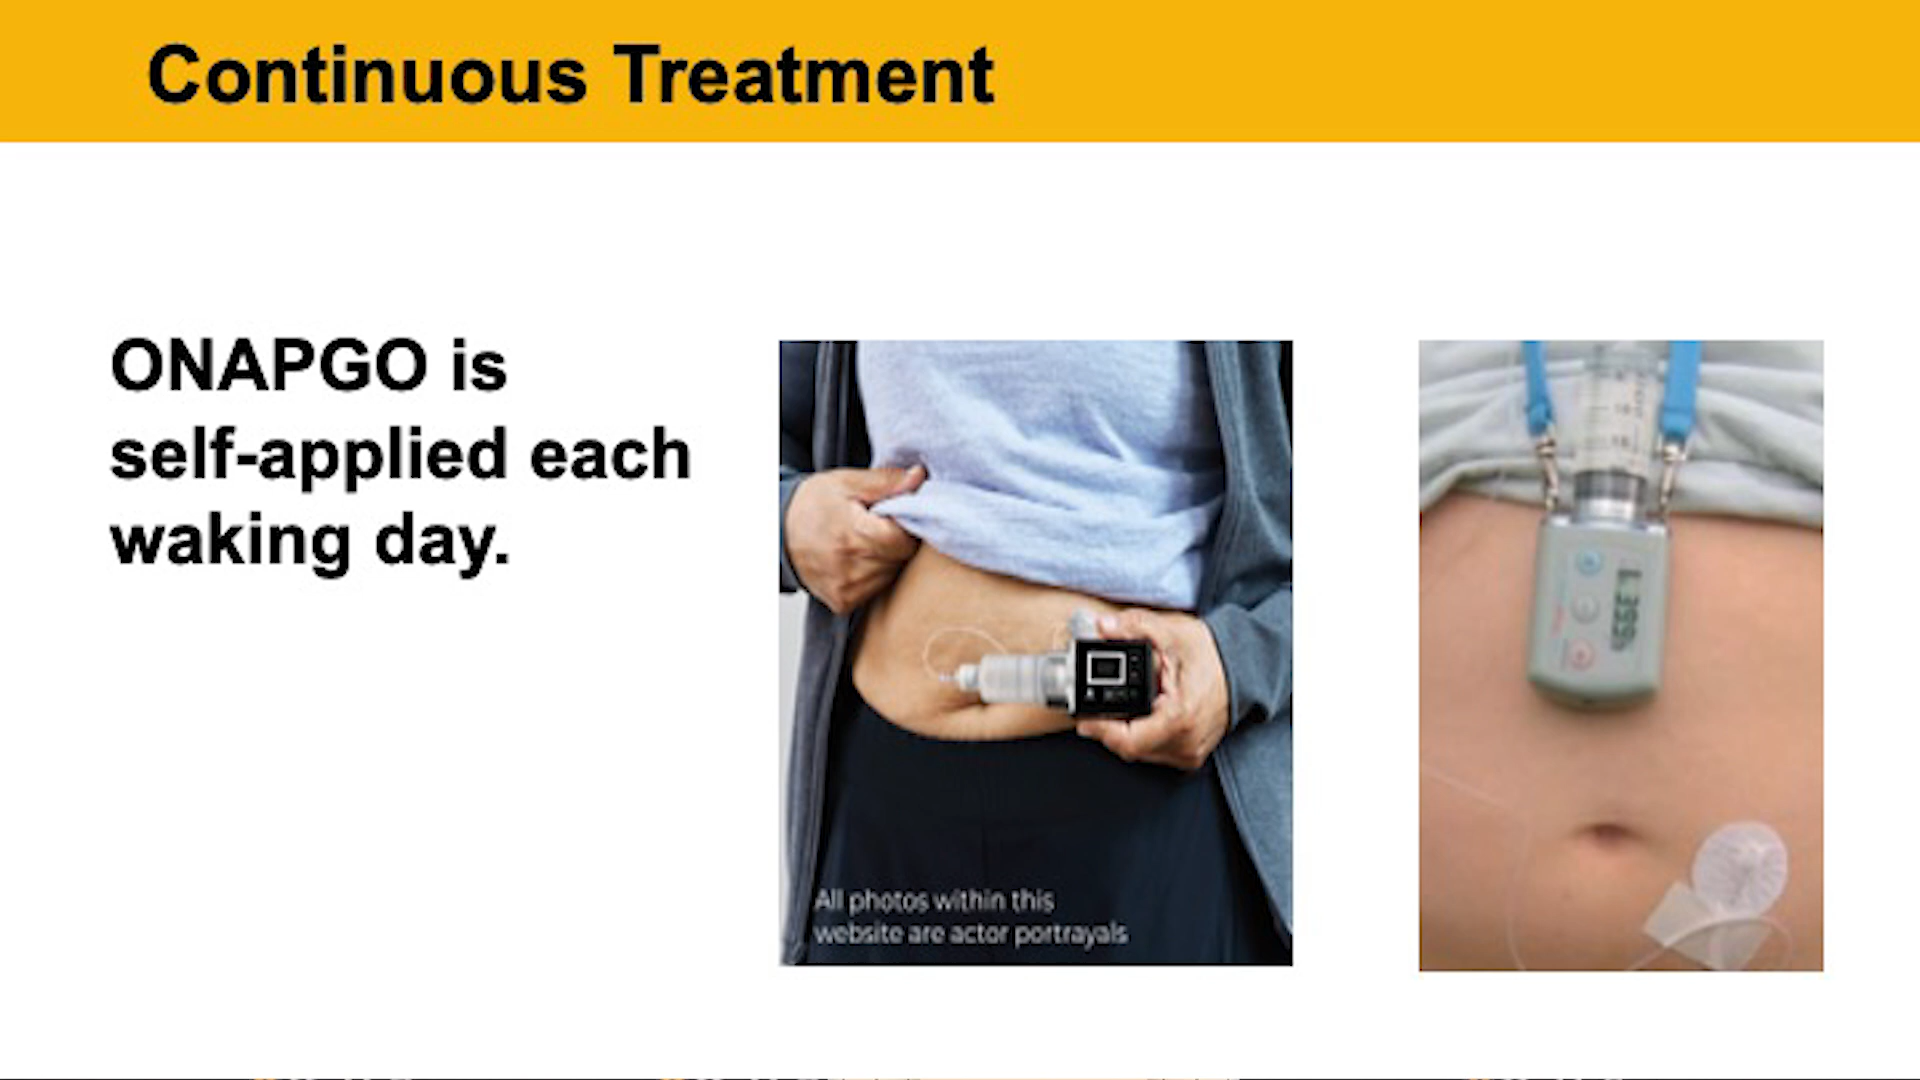 Continuous Treatment
ONAPGO is
self-applied each
waking day.
All photos within this
website are actor portrayals